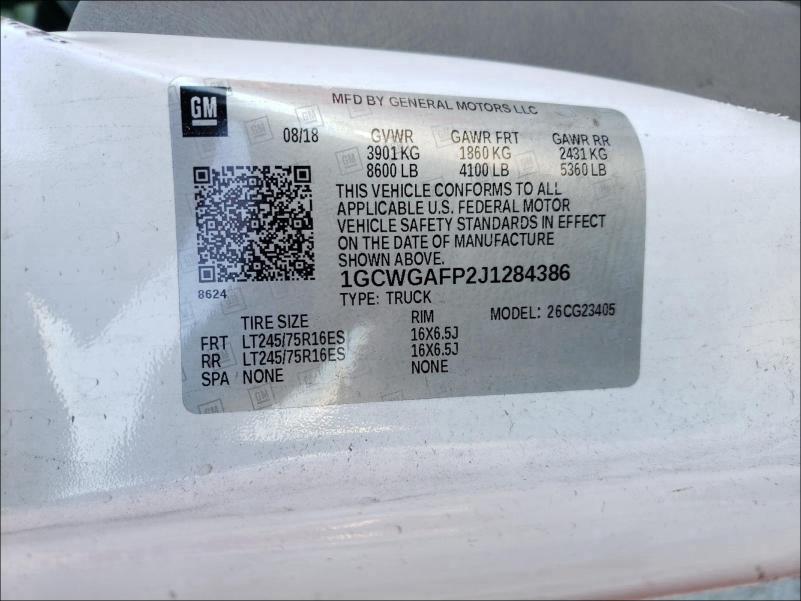 GM
MFD BY GENERAL MOTORS LLC
08/18 GVWR GAWR FRT GAWR RR
3901 KG 1860 KG 2431 KG
8600 LB 4100 LB 5360 LB
THIS VEHICLE CONFORMS TO ALL
APPLICABLE U.S. FEDERAL MOTOR
VEHICLE SAFETY STANDARDS IN EFFECT
ON THE DATE OF MANUFACTURE
SHOWN ABOVE.
8624
1GCWGAFP2J1284386
TYPE: TRUCK
TIRE SIZE RIM MODEL: 26CG23405
FRT LT245/75R16ES 16X6.5J
RR LT245/75R16ES 16X6.5J
SPA NONE NONE